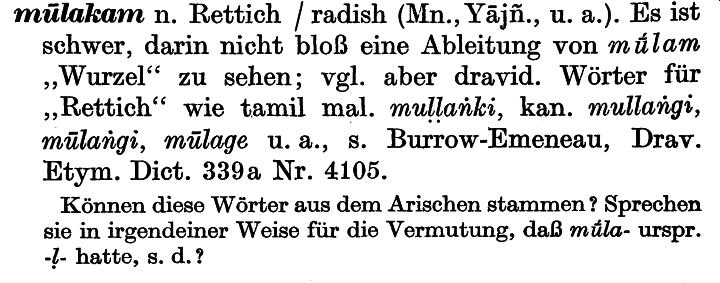 mūlakam n. Rettich / radish (Mn., Yājñ., u. a.). Es ist
schwer, darin nicht bloß eine Ableitung von mū́lam
„Wurzel“ zu sehen; vgl. aber dravid. Wörter für
„Rettich“ wie tamil mal. muḷḷaṅki, kan. mullaṅgi,
mūlaṅgi, mūlage u. a., s. Burrow-Emeneau, Drav.
Etym. Dict. 339a Nr. 4105.
Können diese Wörter aus dem Arischen stammen? Sprechen
sie in irgendeiner Weise für die Vermutung, daß mū́la- urspr.
-ḷ- hatte, s. d.?